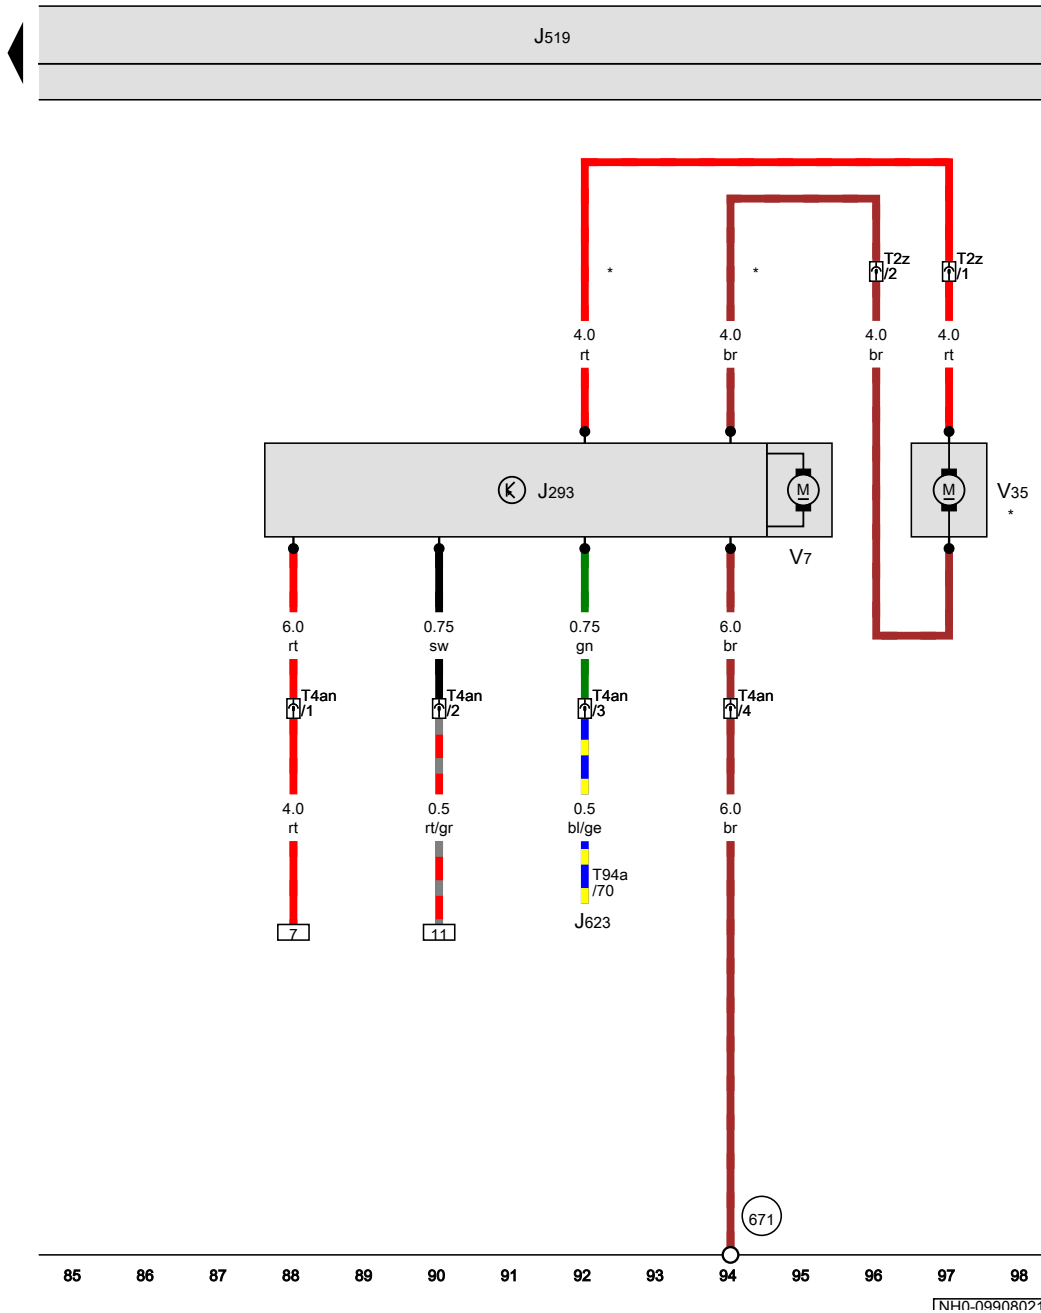 J519
T2z
/2
T2z
/1
*
*
4.0
rt
4.0
br
4.0
br
4.0
rt
J293
M
M
V35
*
V7
6.0
rt
0.75
sw
0.75
gn
6.0
br
T4an
/1
T4an
/2
T4an
/3
T4an
/4
4.0
rt
0.5
rt/gr
0.5
bl/ge
6.0
br
T94a
/70
J623
7
11
671
85 86 87 88 89 90 91 92 93 94 95 96 97 98
NH0-09908021